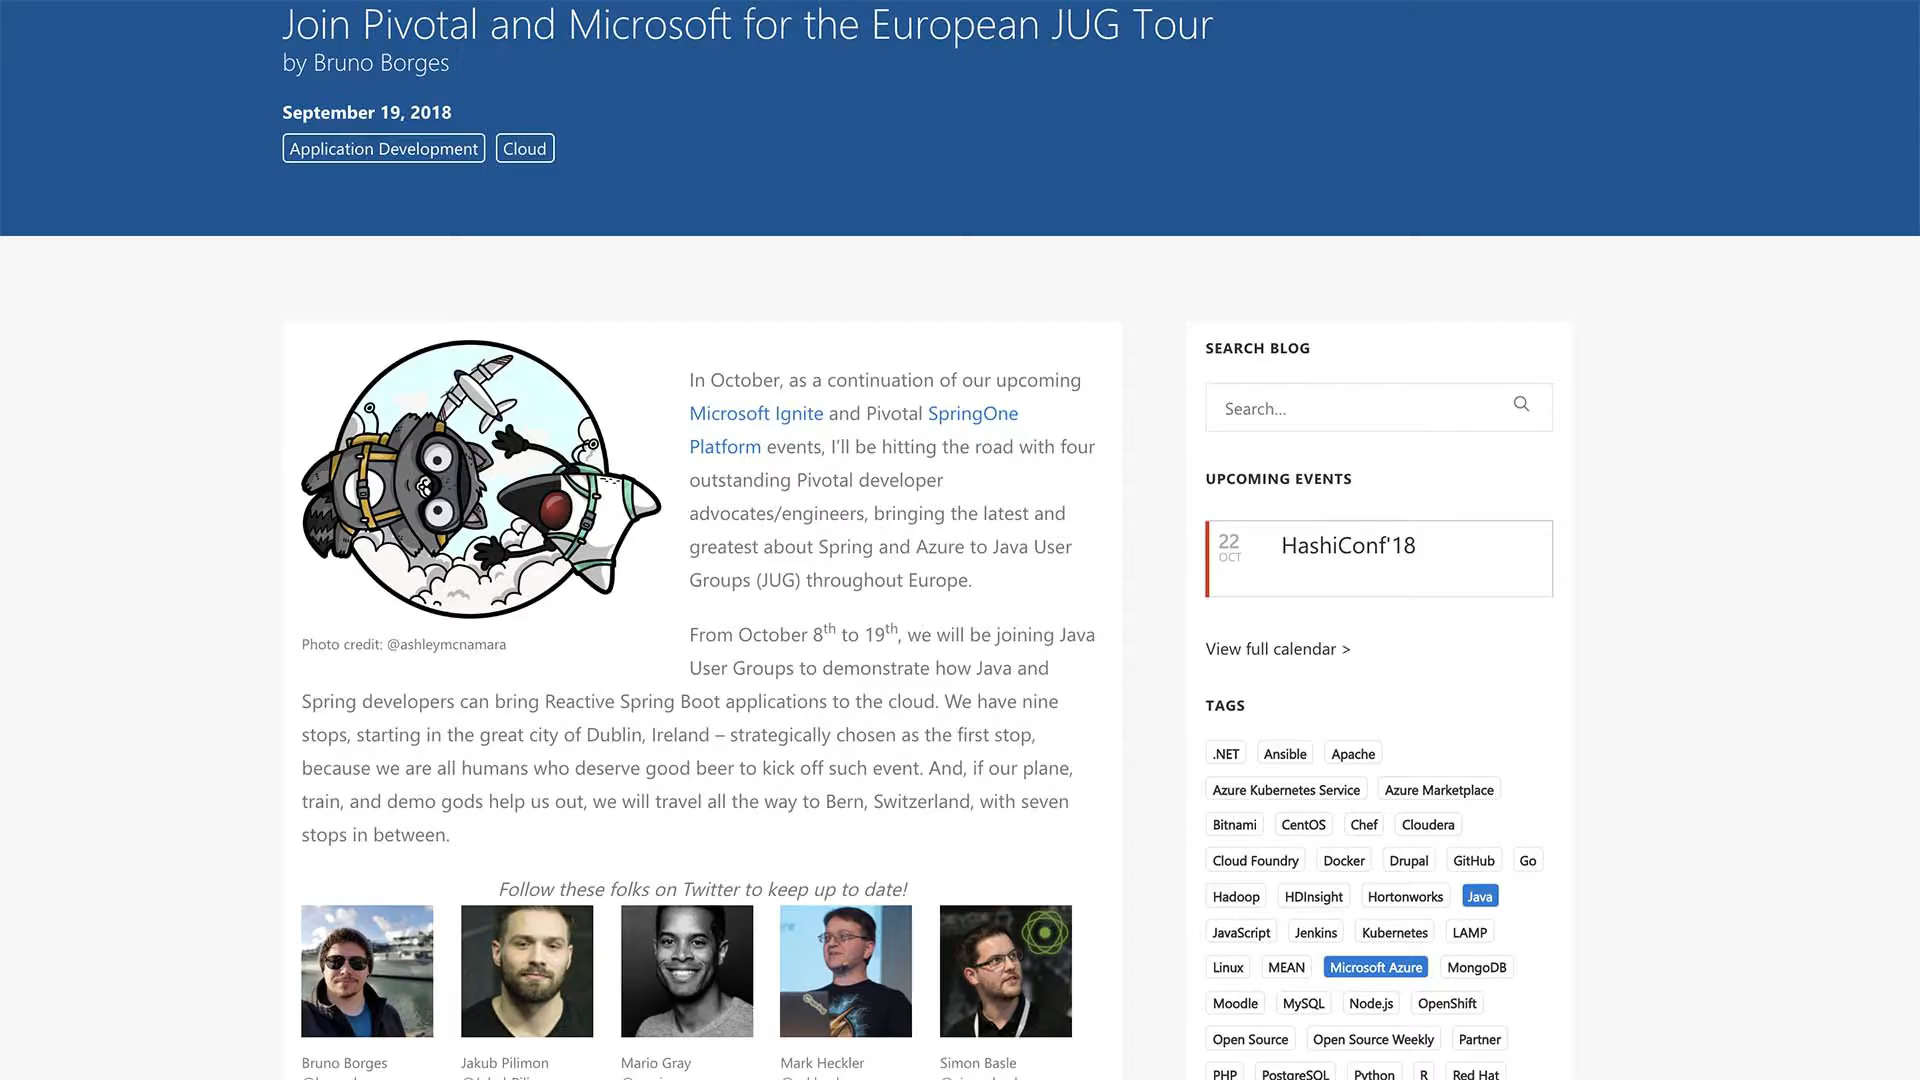 Join Pivotal and Microsoft for the European JUG Tour
by Bruno Borges
September 19, 2018
Application Development Cloud
In October, as a continuation of our upcoming
Microsoft Ignite and Pivotal SpringOne
Platform events, I'll be hitting the road with four
outstanding Pivotal developer
advocates/engineers, bringing the latest and
greatest about Spring and Azure to Java User
Groups (JUG) throughout Europe.
Photo credit: @ashleymcnamara
From October 8th to 19th, we will be joining Java
User Groups to demonstrate how Java and
Spring developers can bring Reactive Spring Boot applications to the cloud. We have nine
stops, starting in the great city of Dublin, Ireland – strategically chosen as the first stop,
because we are all humans who deserve good beer to kick off such event. And, if our plane,
train, and demo gods help us out, we will travel all the way to Bern, Switzerland, with seven
stops in between.
Follow these folks on Twitter to keep up to date!
Bruno Borges Jakub Pilimon Mario Gray Mark Heckler Simon Basle
SEARCH BLOG
Search...
UPCOMING EVENTS
22 HashiConf'18
OCT
View full calendar >
TAGS
.NET Ansible Apache
Azure Kubernetes Service Azure Marketplace
Bitnami CentOS Chef Cloudera
Cloud Foundry Docker Drupal GitHub Go
Hadoop HDInsight Hortonworks Java
JavaScript Jenkins Kubernetes LAMP
Linux MEAN Microsoft Azure MongoDB
Moodle MySQL Node.js OpenShift
Open Source Open Source Weekly Partner
PHP PostgreSQL Python R Red Hat